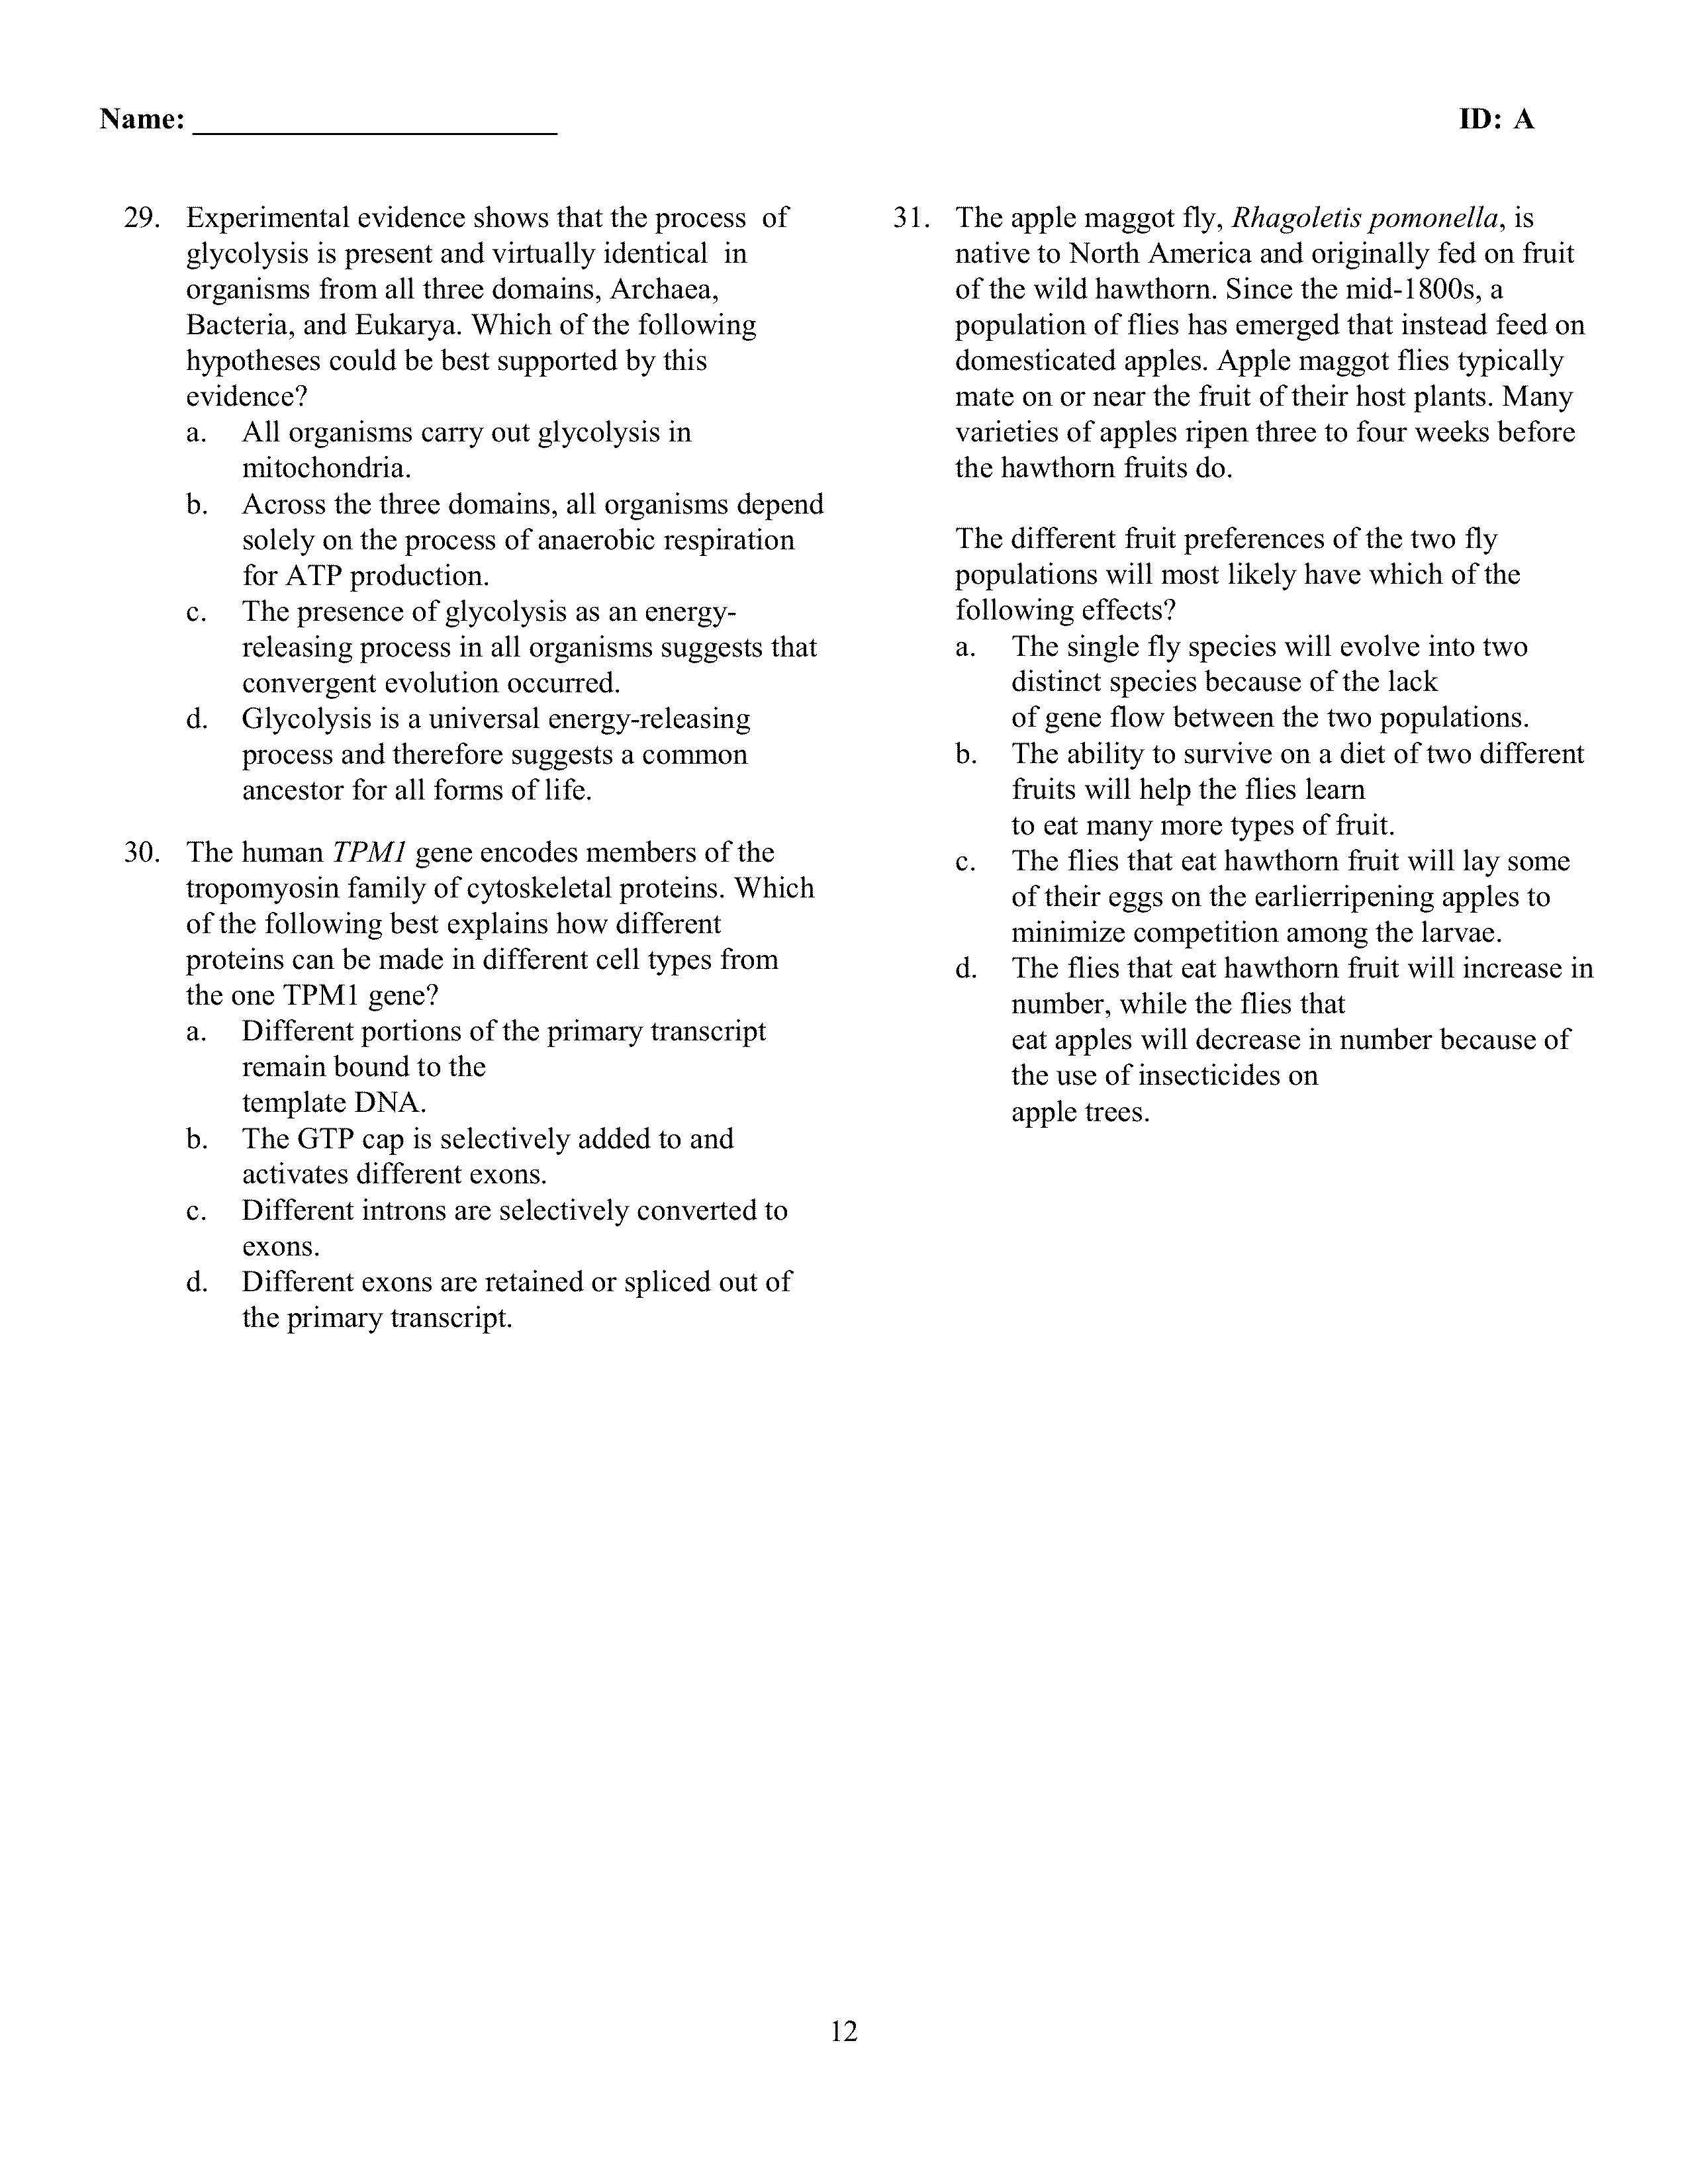 Name: ________________________ ID: A
29. Experimental evidence shows that the process  of
glycolysis is present and virtually identical  in
organisms from all three domains, Archaea,
Bacteria, and Eukarya. Which of the following
hypotheses could be best supported by this
evidence?
a. All organisms carry out glycolysis in
mitochondria.
b. Across the three domains, all organisms depend
solely on the process of anaerobic respiration
for ATP production.
c. The presence of glycolysis as an energy-
releasing process in all organisms suggests that
convergent evolution occurred.
d. Glycolysis is a universal energy-releasing
process and therefore suggests a common
ancestor for all forms of life.
30. The human TPM1 gene encodes members of the
tropomyosin family of cytoskeletal proteins. Which
of the following best explains how different
proteins can be made in different cell types from
the one TPM1 gene?
a. Different portions of the primary transcript
remain bound to the
template DNA.
b. The GTP cap is selectively added to and
activates different exons.
c. Different introns are selectively converted to
exons.
d. Different exons are retained or spliced out of
the primary transcript.
31. The apple maggot fly, Rhagoletis pomonella, is
native to North America and originally fed on fruit
of the wild hawthorn. Since the mid-1800s, a
population of flies has emerged that instead feed on
domesticated apples. Apple maggot flies typically
mate on or near the fruit of their host plants. Many
varieties of apples ripen three to four weeks before
the hawthorn fruits do.
The different fruit preferences of the two fly
populations will most likely have which of the
following effects?
a. The single fly species will evolve into two
distinct species because of the lack
of gene flow between the two populations.
b. The ability to survive on a diet of two different
fruits will help the flies learn
to eat many more types of fruit.
c. The flies that eat hawthorn fruit will lay some
of their eggs on the earlierripening apples to
minimize competition among the larvae.
d. The flies that eat hawthorn fruit will increase in
number, while the flies that
eat apples will decrease in number because of
the use of insecticides on
apple trees.
12